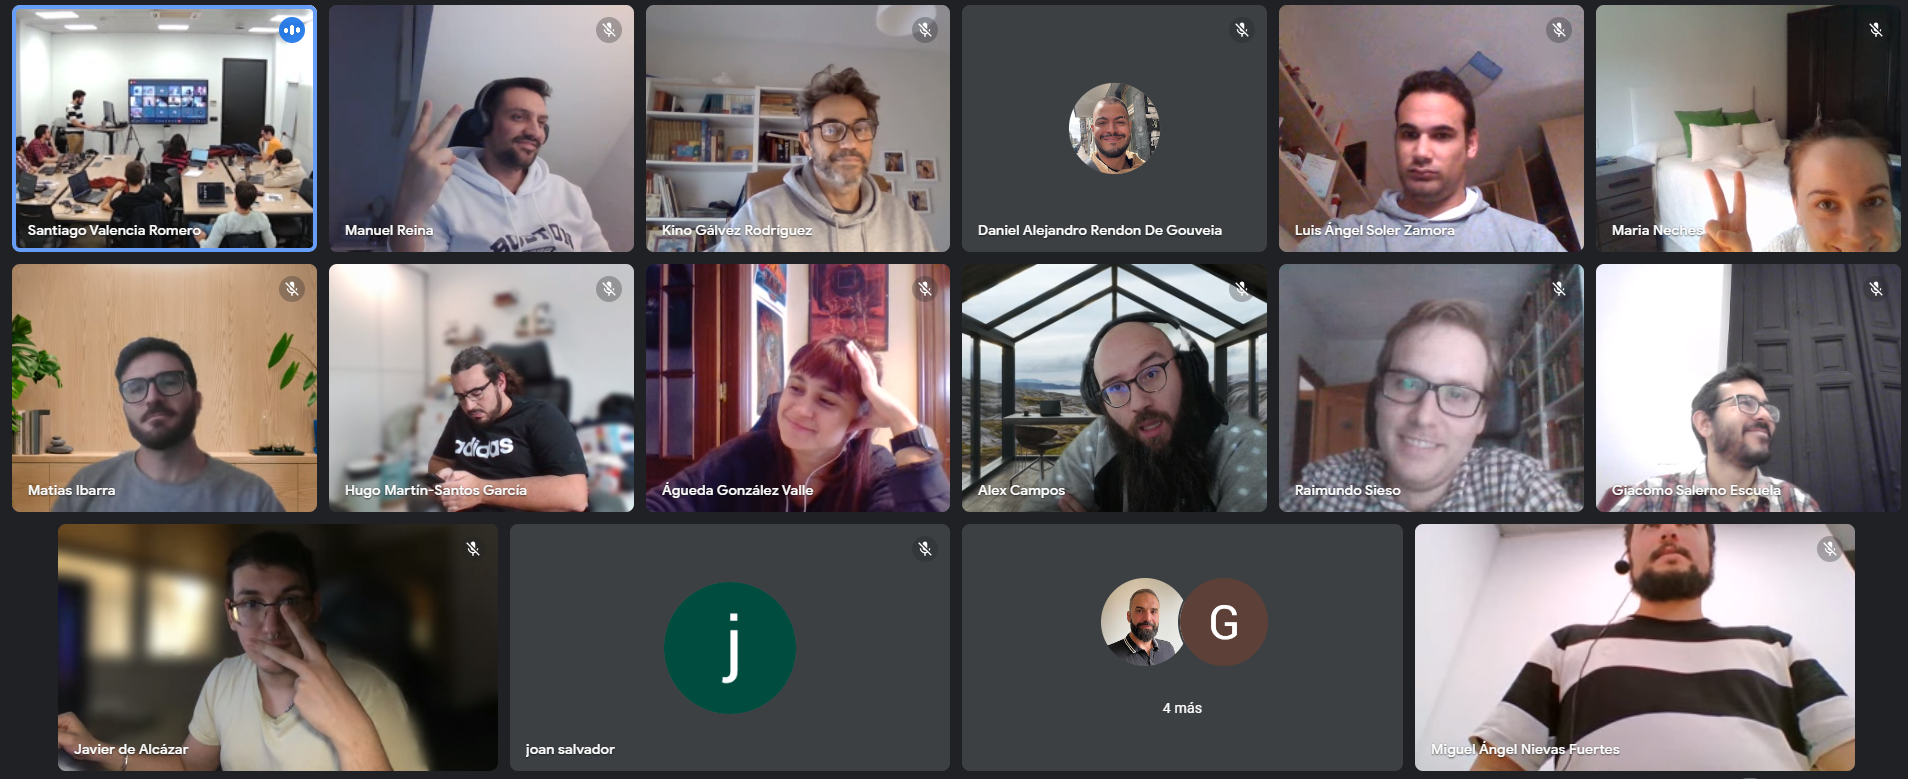 Santiago Valencia Romero
Manuel Reina
BOSTON
Kino Gálvez Rodríguez
Daniel Alejandro Rendon De Gouveia
Luis Ángel Soler Zamora
Maria Neches
Matias Ibarra
adidas
Hugo Martín-Santos García
Águeda González Valle
Alex Campos
Raimundo Sieso
Giacomo Salerno Escuela
Javier de Alcázar
j
joan salvador
G
4 más
Miguel Ángel Nievas Fuertes